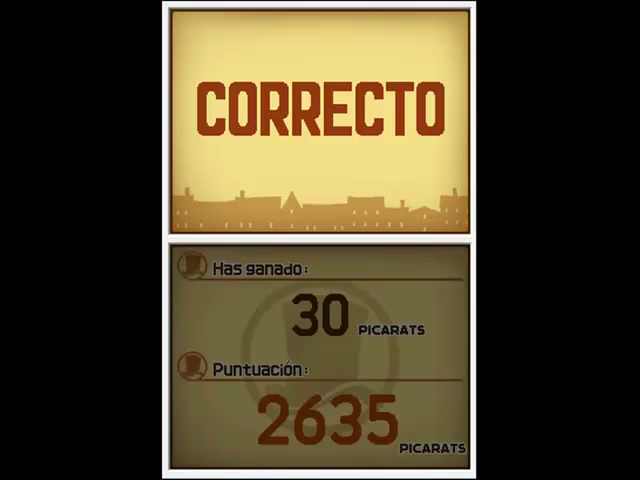 CORRECTO
Has ganado:
30 PICARATS
Puntuación:
2635 PICARATS